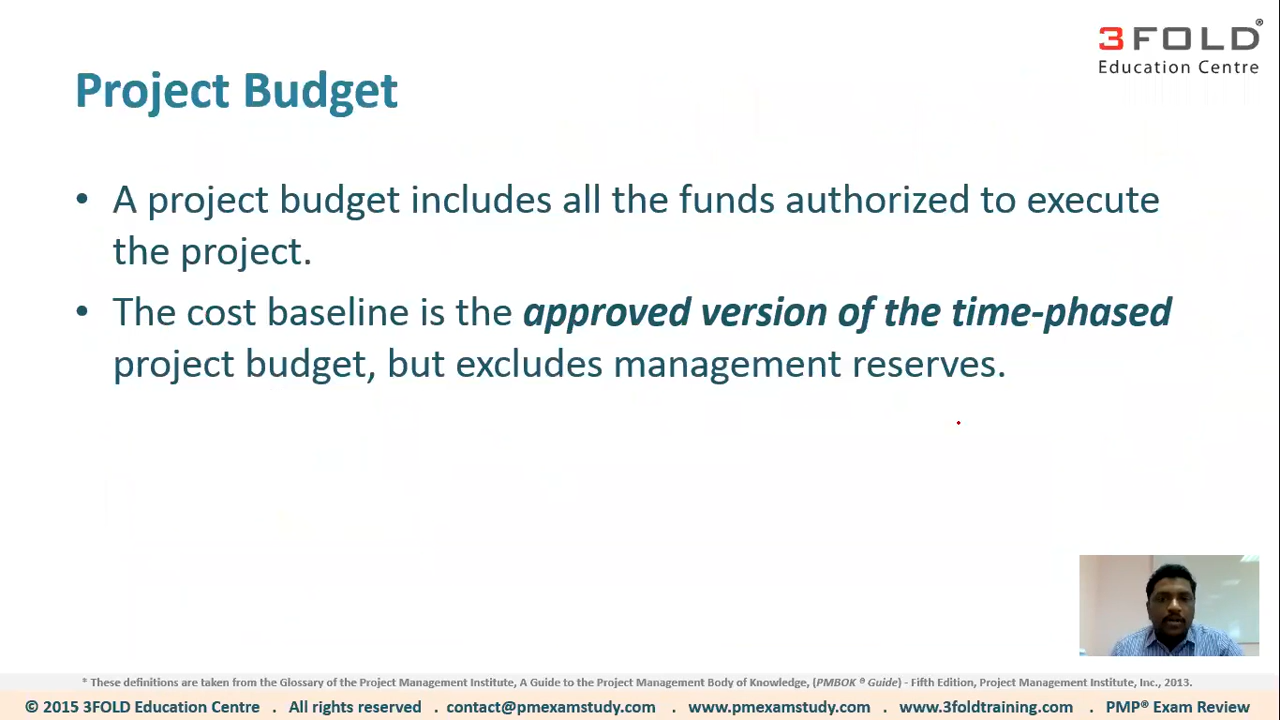 3FOLD®
Education Centre
Project Budget
• A project budget includes all the funds authorized to execute
the project.
• The cost baseline is the approved version of the time-phased
project budget, but excludes management reserves.
* These definitions are taken from the Glossary of the Project Management Institute, A Guide to the Project Management Body of Knowledge, (PMBOK ® Guide) - Fifth Edition, Project Management Institute, Inc., 2013.
© 2015 3FOLD Education Centre . All rights reserved . contact@pmexamstudy.com . www.pmexamstudy.com . www.3foldtraining.com . PMP® Exam Review